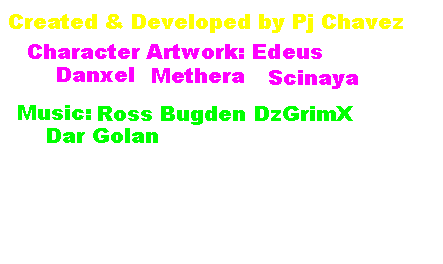 Created & Developed by Pj Chavez
Character Artwork: Edeus
Danxel Methera Scinaya
Music: Ross Bugden DzGrimX
Dar Golan